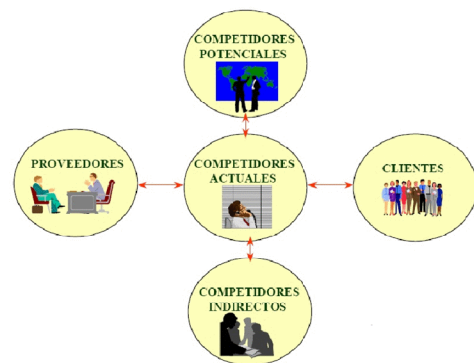 COMPETIDORES
POTENCIALES
PROVEEDORES
COMPETIDORES
ACTUALES
CLIENTES
COMPETIDORES
INDIRECTOS